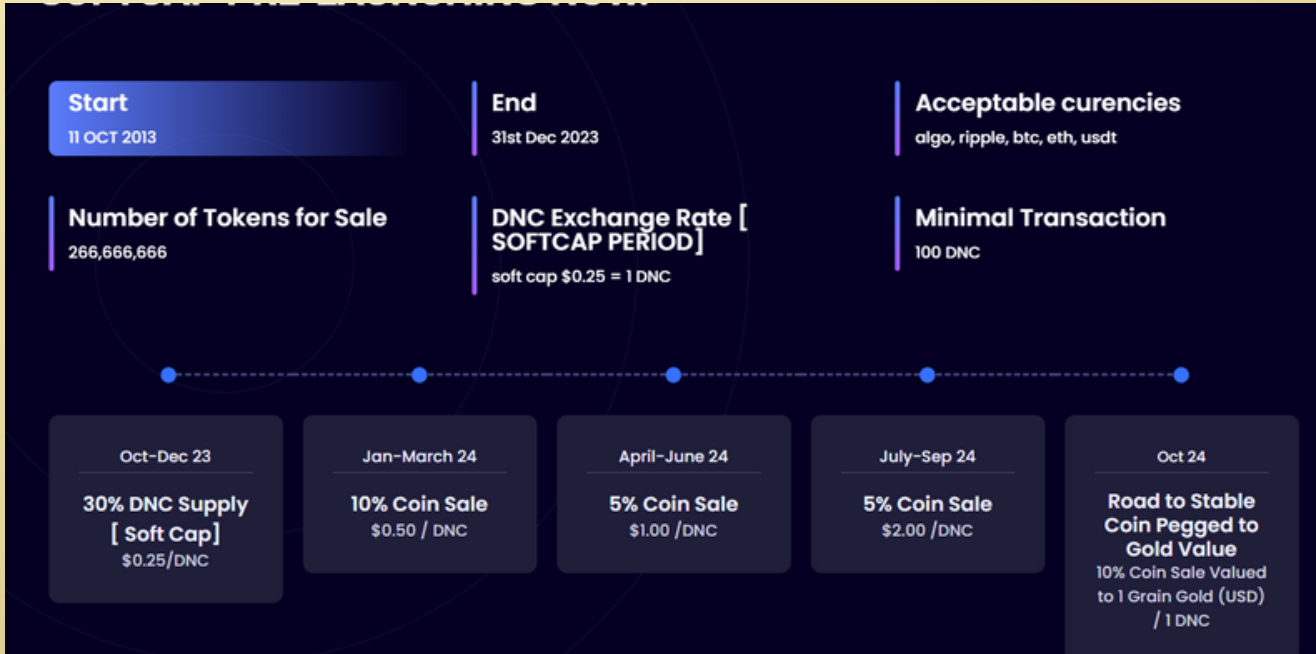 Start
11 OCT 2013
End
31st Dec 2023
Acceptable curencies
algo, ripple, btc, eth, usdt
Number of Tokens for Sale
266,666,666
DNC Exchange Rate [
SOFTCAP PERIOD]
soft cap $0.25 = 1 DNC
Minimal Transaction
100 DNC
Oct-Dec 23
30% DNC Supply
[ Soft Cap]
$0.25/DNC
Jan-March 24
10% Coin Sale
$0.50 / DNC
April-June 24
5% Coin Sale
$1.00 /DNC
July-Sep 24
5% Coin Sale
$2.00 /DNC
Oct 24
Road to Stable
Coin Pegged to
Gold Value
10% Coin Sale Valued
to 1 Grain Gold (USD)
/ 1 DNC